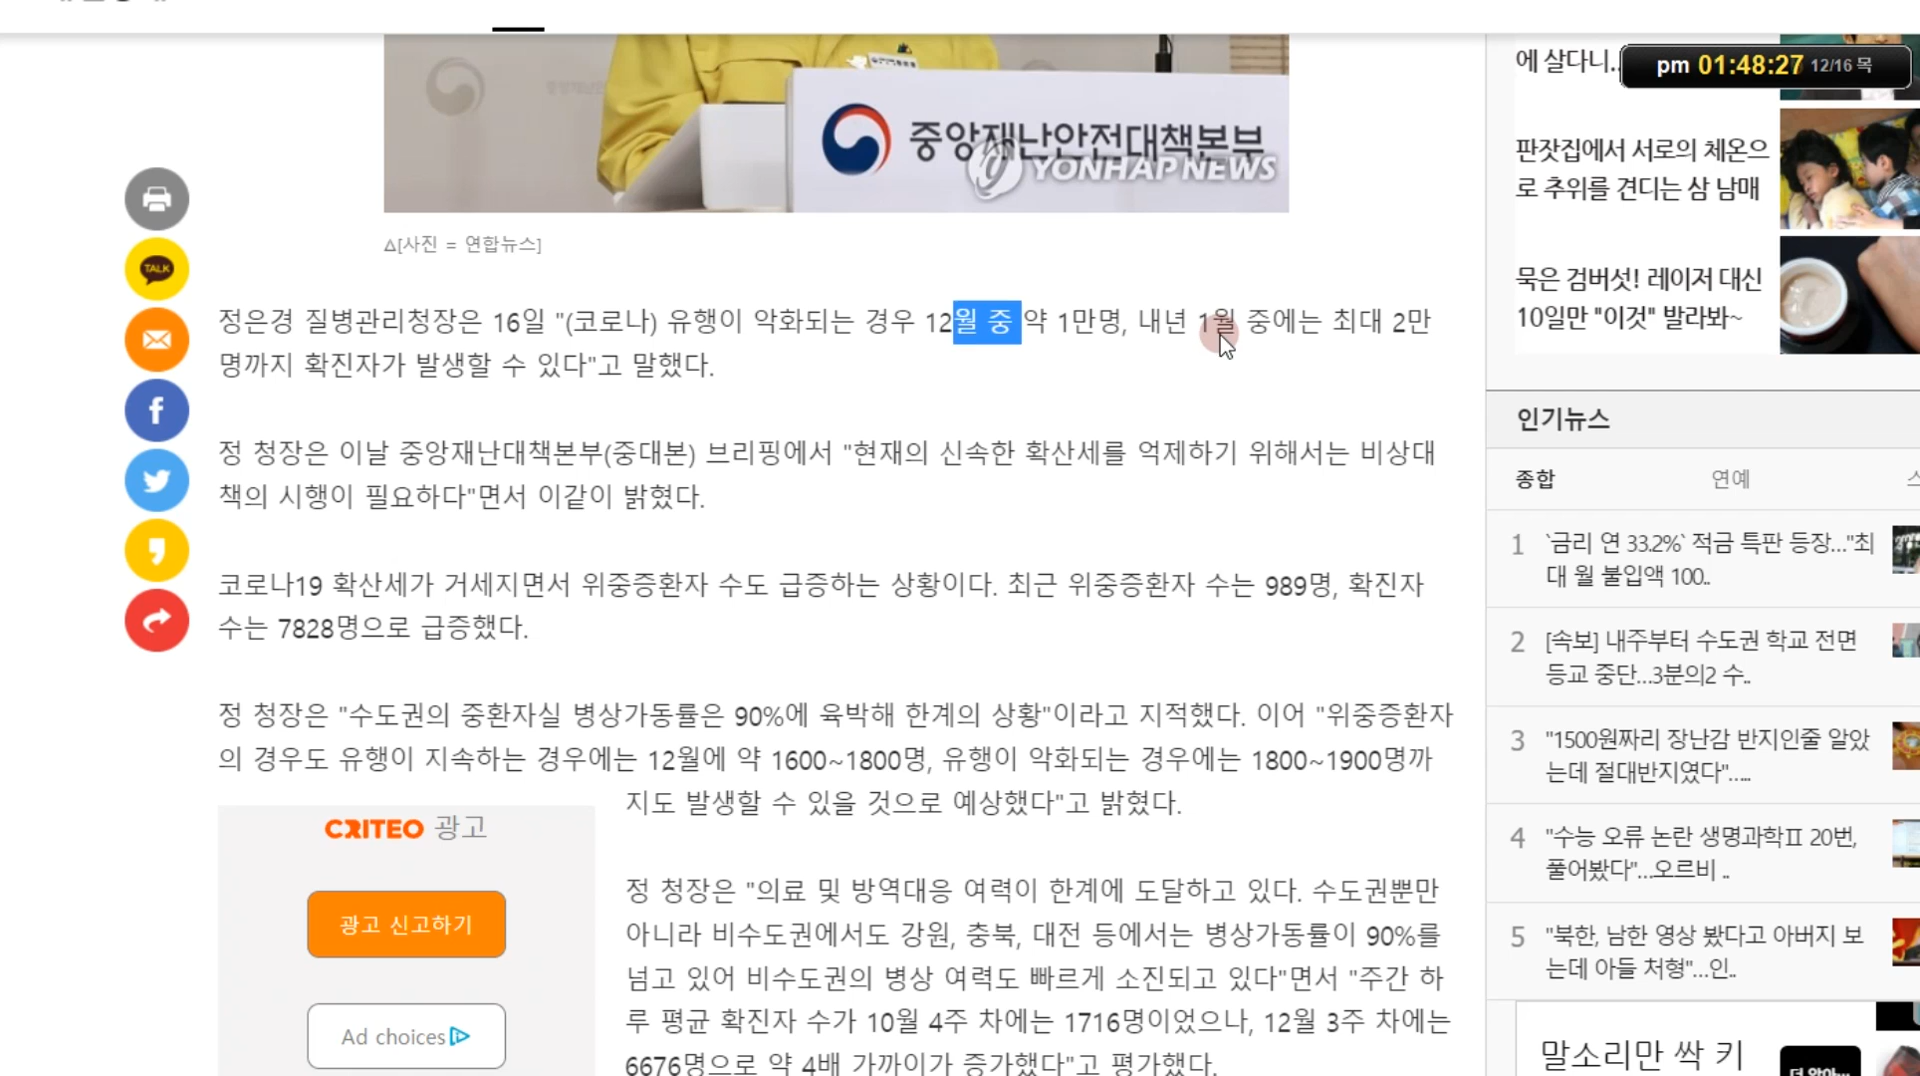 중앙재난안전대책본부
YONHAP NEWS
△[사진 = 연합뉴스]
TALK
정은경 질병관리청장은 16일 "(코로나) 유행이 악화되는 경우 12월 중 약 1만명, 내년 1월 중에는 최대 2만
명까지 확진자가 발생할 수 있다"고 말했다.
정 청장은 이날 중앙재난대책본부(중대본) 브리핑에서 "현재의 신속한 확산세를 억제하기 위해서는 비상대
책의 시행이 필요하다"면서 이같이 밝혔다.
코로나19 확산세가 거세지면서 위중증환자 수도 급증하는 상황이다. 최근 위중증환자 수는 989명, 확진자
수는 7828명으로 급증했다.
정 청장은 "수도권의 중환자실 병상가동률은 90%에 육박해 한계의 상황"이라고 지적했다. 이어 "위중증환자
의 경우도 유행이 지속하는 경우에는 12월에 약 1600~1800명, 유행이 악화되는 경우에는 1800~1900명까
지도 발생할 수 있을 것으로 예상했다"고 밝혔다.
CRITEO 광고
광고 신고하기
Ad choices
정 청장은 "의료 및 방역대응 여력이 한계에 도달하고 있다. 수도권뿐만
아니라 비수도권에서도 강원, 충북, 대전 등에서는 병상가동률이 90%를
넘고 있어 비수도권의 병상 여력도 빠르게 소진되고 있다"면서 "주간 하
루 평균 확진자 수가 10월 4주 차에는 1716명이었으나, 12월 3주 차에는
6676명으로 약 4배 가까이가 증가했다"고 평가했다.
에 살다니..
pm 01:48:27 12/16 목
판잣집에서 서로의 체온으
로 추위를 견디는 삼 남매
묵은 검버섯! 레이저 대신
10일만 "이것" 발라봐~
인기뉴스
종합 연예
1 `금리 연 33.2%` 적금 특판 등장…"최
대 월 불입액 100..
2 [속보] 내주부터 수도권 학교 전면
등교 중단…3분의2 수..
3 "1500원짜리 장난감 반지인줄 알았
는데 절대반지였다"…..
4 "수능 오류 논란 생명과학Ⅱ 20번,
풀어봤다"…오르비 ..
5 "북한, 남한 영상 봤다고 아버지 보
는데 아들 처형"…인..
말소리만 싹 키